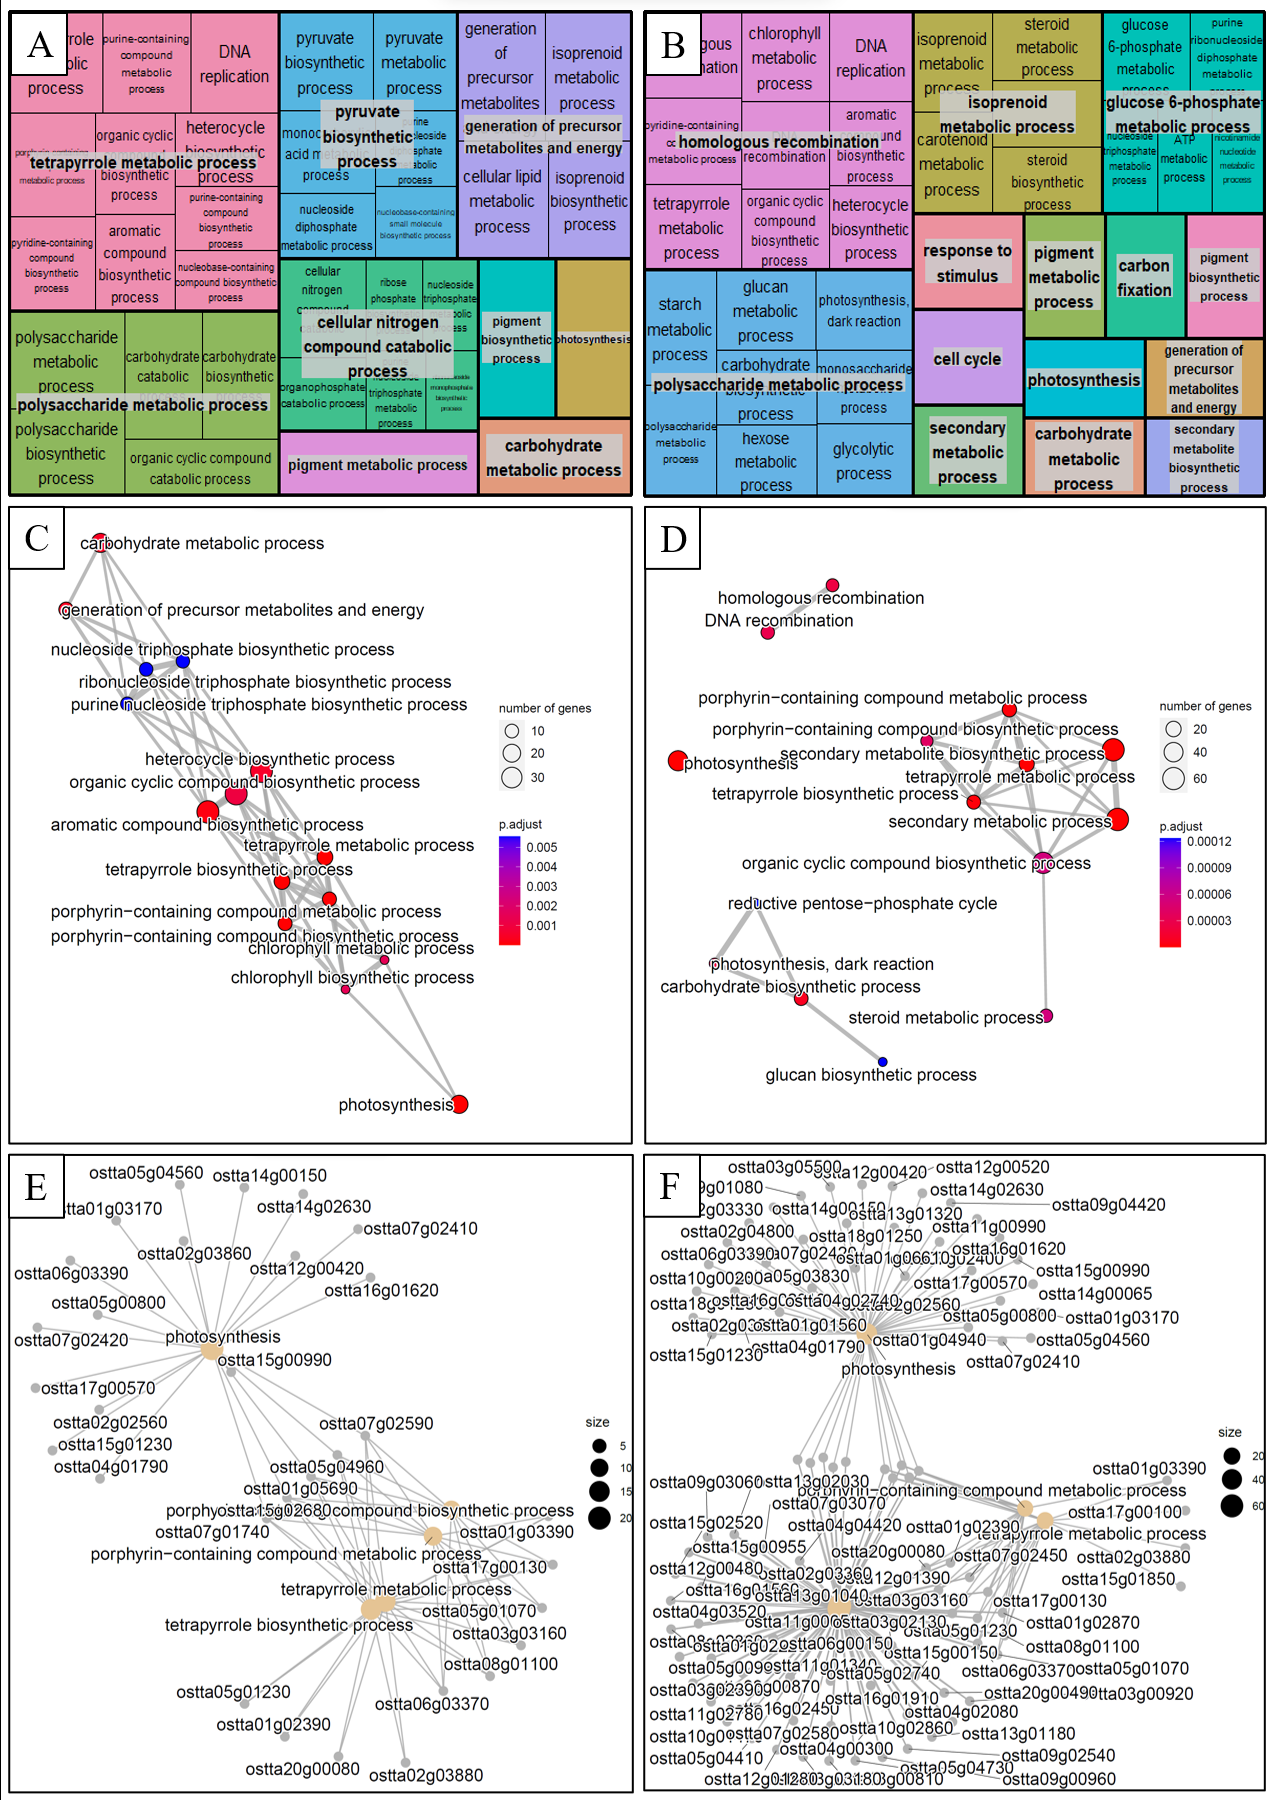 A
process
purine-containing
compound
metabolic
process
DNA
replication
tetrapyrrole metabolic process
metabolic process
organic cyclic
biosynthetic
process
heterocycle
biosynthetic
process
pyridine-containing
compound
biosynthetic
process
aromatic
compound
biosynthetic
process
purine-containing
compound
biosynthetic
process
nucleobase-containing
compound biosynthetic
process
pyruvate
biosynthetic
process
pyruvate
metabolic
process
pyruvate
biosynthetic
process
acid metabolic
process
nucleoside
diphosphate
metabolic process
nucleobase-containing
small molecule
biosynthetic process
generation
of
precursor
metabolites
isoprenoid
metabolic
process
generation of precursor
metabolites and energy
cellular lipid
metabolic
process
isoprenoid
biosynthetic
process
polysaccharide
metabolic
process
carbohydrate
catabolic
carbohydrate
biosynthetic
polysaccharide metabolic process
polysaccharide
biosynthetic
process
organic cyclic compound
catabolic process
cellular
nitrogen
ribose
phosphate
nucleoside
triphosphate
cellular nitrogen
compound catabolic
process
organophosphate
catabolic process
triphosphate
metabolic
process
pigment
biosynthetic
process
photosynthesis
pigment metabolic process
carbohydrate
metabolic process
B
chlorophyll
metabolic
process
DNA
replication
pyridine-containing
metabolic process
homologous recombination
recombination
aromatic
biosynthetic
process
tetrapyrrole
metabolic
process
organic cyclic
compound
biosynthetic
process
heterocycle
biosynthetic
process
isoprenoid
metabolic
process
steroid
metabolic
process
isoprenoid
metabolic process
carotenoid
metabolic
process
steroid
biosynthetic
process
glucose
6-phosphate
metabolic
process
purine
ribonucleoside
diphosphate
metabolic
glucose 6-phosphate
metabolic process
nucleoside
triphosphate
metabolic
process
ATP
metabolic
process
nicotinamide
nucleotide
metabolic
process
starch
metabolic
process
glucan
metabolic
process
photosynthesis,
dark reaction
carbohydrate
biosynthetic
process
monosaccharide
process
polysaccharide metabolic process
polysaccharide
metabolic
process
hexose
metabolic
process
glycolytic
process
response to
stimulus
pigment
metabolic
process
carbon
fixation
pigment
biosynthetic
process
cell cycle
photosynthesis
generation of
precursor
metabolites
and energy
secondary
metabolic
process
carbohydrate
metabolic
process
secondary
metabolite
biosynthetic
process
C
carbohydrate metabolic process
generation of precursor metabolites and energy
nucleoside triphosphate biosynthetic process
ribonucleoside triphosphate biosynthetic process
purine nucleoside triphosphate biosynthetic process
heterocycle biosynthetic process
organic cyclic compound biosynthetic process
aromatic compound biosynthetic process
tetrapyrrole metabolic process
tetrapyrrole biosynthetic process
porphyrin-containing compound metabolic process
porphyrin-containing compound biosynthetic process
chlorophyll metabolic process
chlorophyll biosynthetic process
photosynthesis
number of genes
10
20
30
p.adjust
0.005
0.004
0.003
0.002
0.001
D
homologous recombination
DNA recombination
porphyrin-containing compound metabolic process
porphyrin-containing compound biosynthetic process
secondary metabolite biosynthetic process
photosynthesis
tetrapyrrole metabolic process
tetrapyrrole biosynthetic process
secondary metabolic process
organic cyclic compound biosynthetic process
reductive pentose-phosphate cycle
photosynthesis, dark reaction
carbohydrate biosynthetic process
steroid metabolic process
glucan biosynthetic process
number of genes
20
40
60
p.adjust
0.00012
0.00009
0.00006
0.00003
E
ostta05g04560
ostta14g00150
tta01g03170
ostta14g02630
ostta07g02410
ostta02g03860
ostta12g00420
ostta06g03390
ostta16g01620
ostta05g00800
ostta07g02420
photosynthesis
ostta15g00990
ostta17g00570
ostta02g02560
ostta15g01230
ostta04g01790
ostta07g02590
ostta05g04960
ostta01g05690
ostta15g02680
compound biosynthetic process
ostta07g01740
ostta01g03390
porphyrin-containing compound metabolic process
ostta17g00130
tetrapyrrole metabolic process
ostta05g01070
tetrapyrrole biosynthetic process
ostta03g03160
ostta08g01100
ostta05g01230
ostta06g03370
ostta01g02390
ostta20g00080
ostta02g03880
size
5
10
15
20
F
ostta03g05500
ostta12g00420
ostta12g00520
9g01080
ostta14g02630
ostta09g04420
2g03330
ostta14g00150
ostta13g01320
ostta02g04800
ostta18g01250
ostta11g00990
ostta06g03390
ostta16g01620
ostta15g00990
a05g03830
ostta17g00570
ostta14g00065
ostta04g02740
ostta05g00800
ostta01g03170
ostta01g01560
ostta01g04940
ostta05g04560
ostta15g01230
ostta04g01790
ostta07g02410
photosynthesis
ostta01g03390
ostta09g03060
ostta13g02030
porphyrin-containing compound metabolic process
ostta07g03070
ostta17g00100
ostta15g02520
ostta04g04420
ostta01g02390
tetrapyrrole metabolic process
ostta15g00955
ostta20g00080
ostta07g02450
ostta02g03880
ostta12g00480
ostta02g03360
ostta12g01390
ostta15g01850
ostta13g01040
ostta03g03160
ostta17g00130
ostta04g03520
ostta03g02130
ostta05g01230
ostta01g02870
ostta06g00150
ostta15g00150
ostta08g01100
ostta11g01340
ostta05g02740
ostta06g03370
ostta05g01070
ostta16g01910
ostta20g00490
ostta03g00920
ostta11g02780
ostta16g02450
ostta04g02080
ostta07g02580
ostta10g02860
ostta13g01180
ostta05g04410
ostta04g00300
ostta09g02540
ostta05g04730
ostta09g00960
size
20
40
60